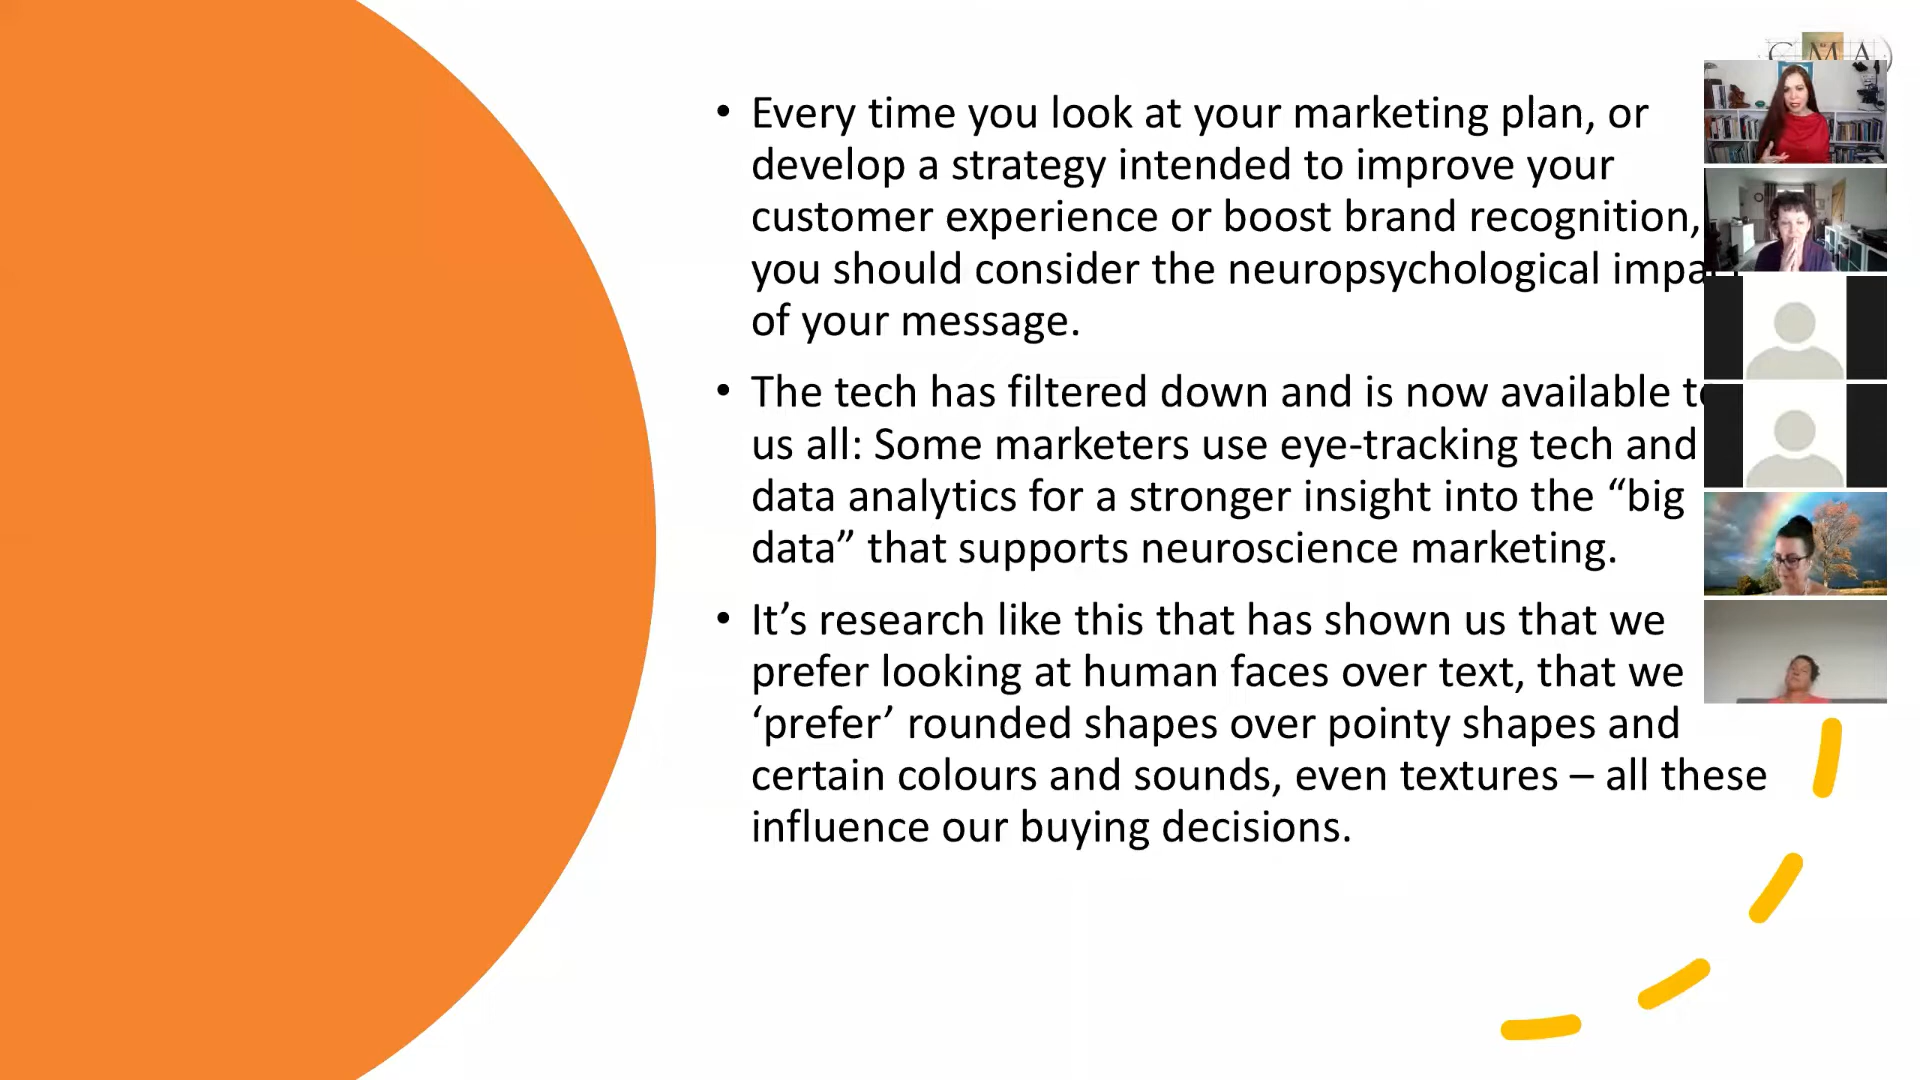 CMA
• Every time you look at your marketing plan, or
develop a strategy intended to improve your
customer experience or boost brand recognition,
you should consider the neuropsychological impact
of your message.
• The tech has filtered down and is now available to
us all: Some marketers use eye-tracking tech and
data analytics for a stronger insight into the “big
data” that supports neuroscience marketing.
• It’s research like this that has shown us that we
prefer looking at human faces over text, that we
‘prefer’ rounded shapes over pointy shapes and
certain colours and sounds, even textures – all these
influence our buying decisions.